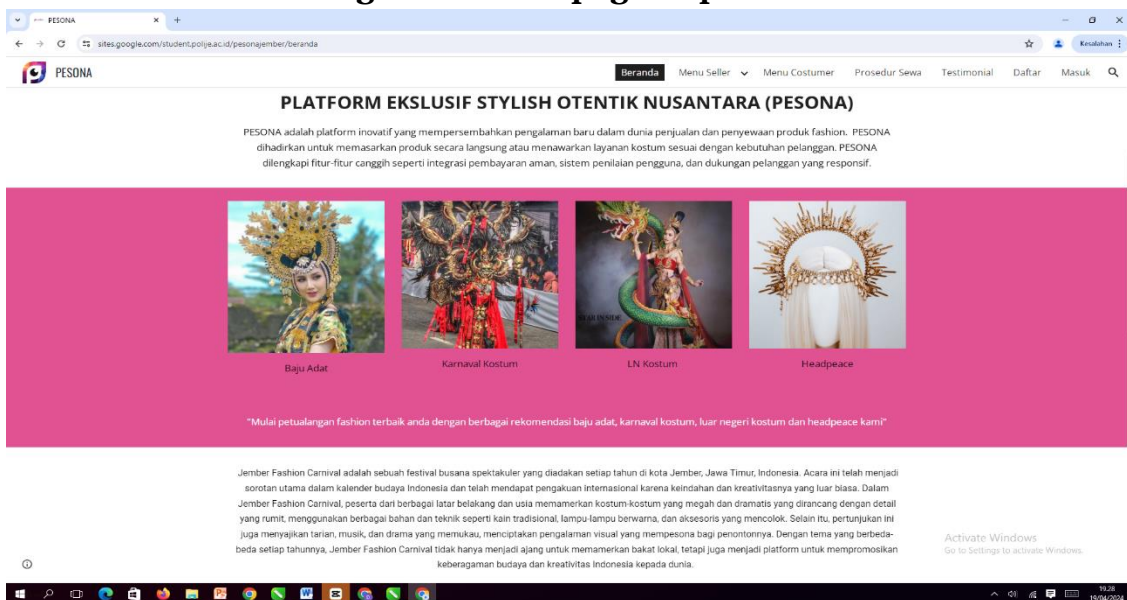 PESONA
sites.google.com/student.polije.ac.id/pesonajember/beranda
Kesalahan
PESONA
Beranda Menu Seller Menu Costumer Prosedur Sewa Testimonial Daftar Masuk
PLATFORM EKSLUSIF STYLISH OTENTIK NUSANTARA (PESONA)
PESONA adalah platform inovatif yang mempersembahkan pengalaman baru dalam dunia penjualan dan penyewaan produk fashion. PESONA
dihadirkan untuk memasarkan produk secara langsung atau menawarkan layanan kostum sesuai dengan kebutuhan pelanggan. PESONA
dilengkapi fitur-fitur canggih seperti integrasi pembayaran aman, sistem penilaian pengguna, dan dukungan pelanggan yang responsif.
Baju Adat Karnaval Kostum LN Kostum Headpeace
"Mulai petualangan fashion terbaik anda dengan berbagai rekomendasi baju adat, karnaval kostum, luar negeri kostum dan headpeace kami"
Jember Fashion Carnival adalah sebuah festival busana spektakuler yang diadakan setiap tahun di kota Jember, Jawa Timur, Indonesia. Acara ini telah menjadi
sorotan utama dalam kalender budaya Indonesia dan telah mendapat pengakuan internasional karena keindahan dan kreativitasnya yang luar biasa. Dalam
Jember Fashion Carnival, peserta dari berbagai latar belakang dan usia memamerkan kostum-kostum yang megah dan dramatis yang dirancang dengan detail
yang rumit, menggunakan berbagai bahan dan teknik seperti kain tradisional, lampu-lampu berwarna, dan aksesoris yang mencolok. Selain itu, pertunjukan ini
juga menyajikan tarian, musik, dan drama yang memukau, menciptakan pengalaman visual yang mempesona bagi penontonnya. Dengan tema yang berbeda-
beda setiap tahunnya, Jember Fashion Carnival tidak hanya menjadi ajang untuk memamerkan bakat lokal, tetapi juga menjadi platform untuk mempromosikan
keberagaman budaya dan kreativitas Indonesia kepada dunia.
Activate Windows
Go to Settings to activate Windows.
19.28
19/04/2024